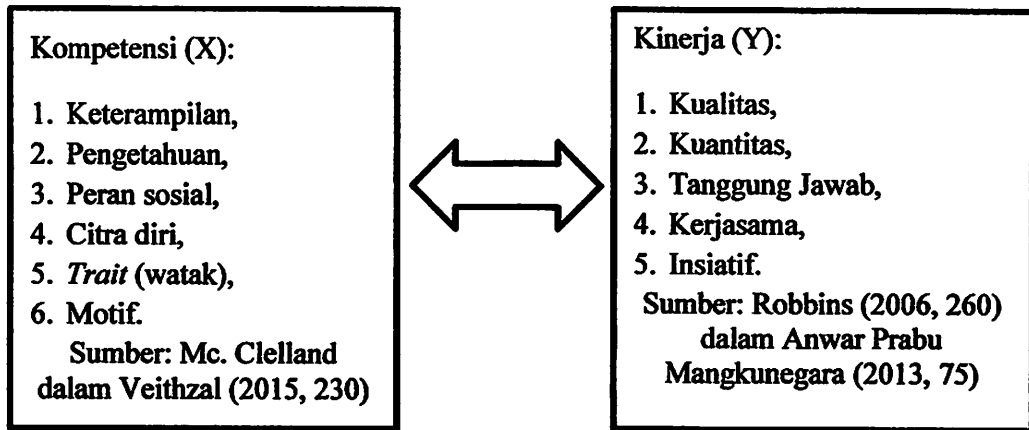 Kompetensi (X):
1. Keterampilan,
2. Pengetahuan,
3. Peran sosial,
4. Citra diri,
5. Trait (watak),
6. Motif.
Sumber: Mc. Clelland
dalam Veithzal (2015, 230)
Kinerja (Y):
1. Kualitas,
2. Kuantitas,
3. Tanggung Jawab,
4. Kerjasama,
5. Insiatif.
Sumber: Robbins (2006, 260)
dalam Anwar Prabu
Mangkunegara (2013, 75)